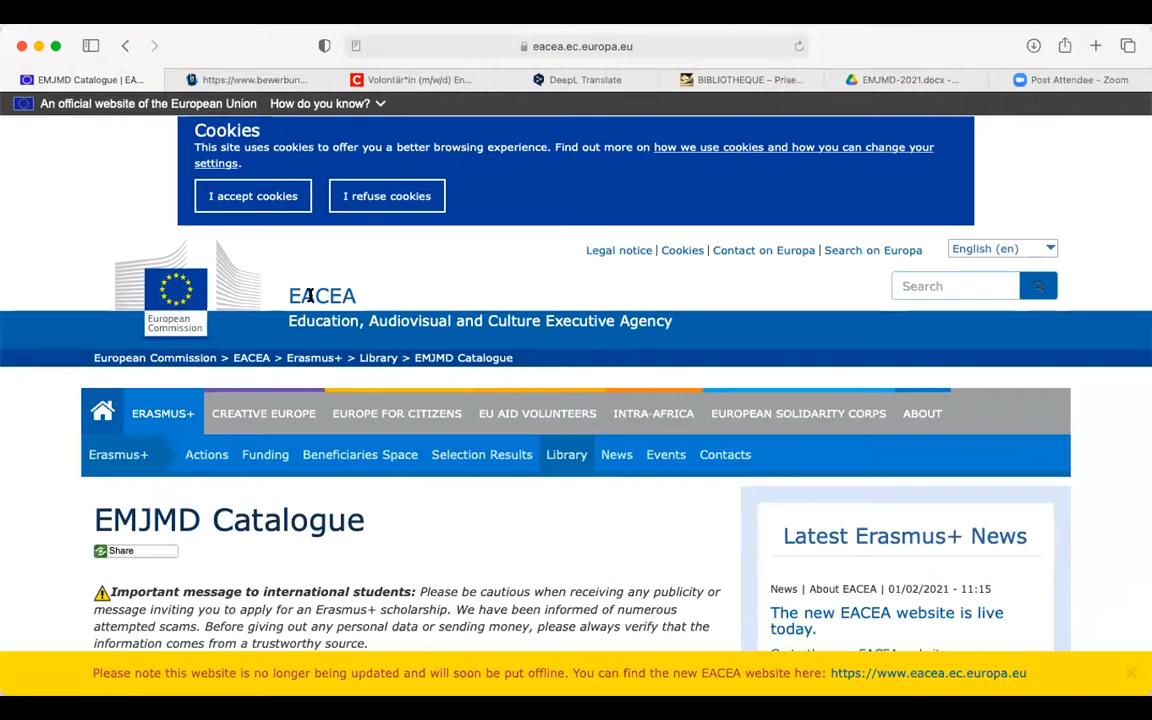 eacea.ec.europa.eu
EMJMD Catalogue | EA...
https://www.bewerbun...
Volontär*in (m/w/d) En...
DeepL Translate
BIBLIOTHEQUE – Prise...
EMJMD-2021.docx –...
Post Attendee - Zoom
An official website of the European Union How do you know?
Cookies
This site uses cookies to offer you a better browsing experience. Find out more on how we use cookies and how you can change your
settings.
I accept cookies
I refuse cookies
Legal notice | Cookies | Contact on Europa | Search on Europa
English (en)
Search
European
Commission
EACEA
Education, Audiovisual and Culture Executive Agency
European Commission > EACEA > Erasmus+ > Library > EMJMD Catalogue
ERASMUS+ CREATIVE EUROPE EUROPE FOR CITIZENS EU AID VOLUNTEERS INTRA-AFRICA EUROPEAN SOLIDARITY CORPS ABOUT
Erasmus+ Actions Funding Beneficiaries Space Selection Results Library News Events Contacts
EMJMD Catalogue
Share
Important message to international students: Please be cautious when receiving any publicity or
message inviting you to apply for an Erasmus+ scholarship. We have been informed of numerous
attempted scams. Before giving out any personal data or sending money, please always verify that the
information comes from a trustworthy source.
Latest Erasmus+ News
News | About EACEA | 01/02/2021 - 11:15
The new EACEA website is live
today.
Please note this website is no longer being updated and will soon be put offline. You can find the new EACEA website here: https://www.eacea.ec.europa.eu